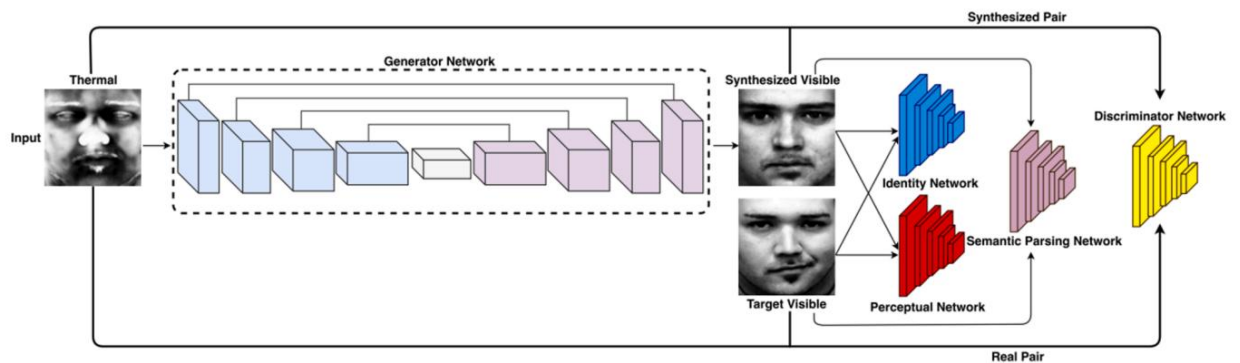 Synthesized Pair
Thermal
Generator Network
Synthesized Visible
Discriminator Network
Input
Identity Network
Semantic Parsing Network
Target Visible
Perceptual Network
Real Pair